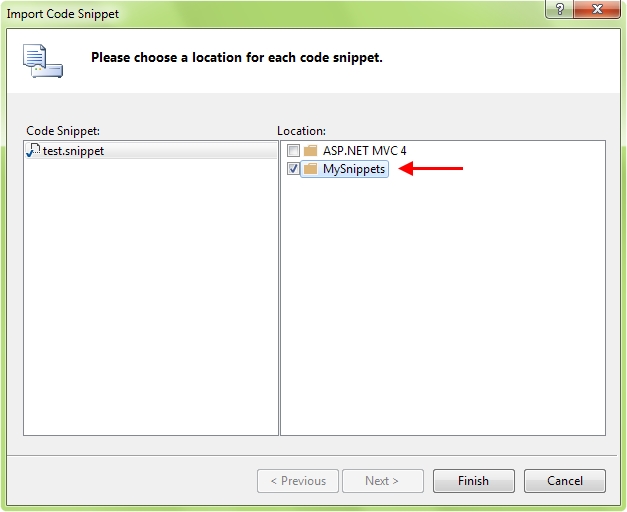 Import Code Snippet
?
Please choose a location for each code snippet.
Code Snippet:
Location:
test.snippet
ASP.NET MVC 4
MySnippets
< Previous
Next >
Finish
Cancel